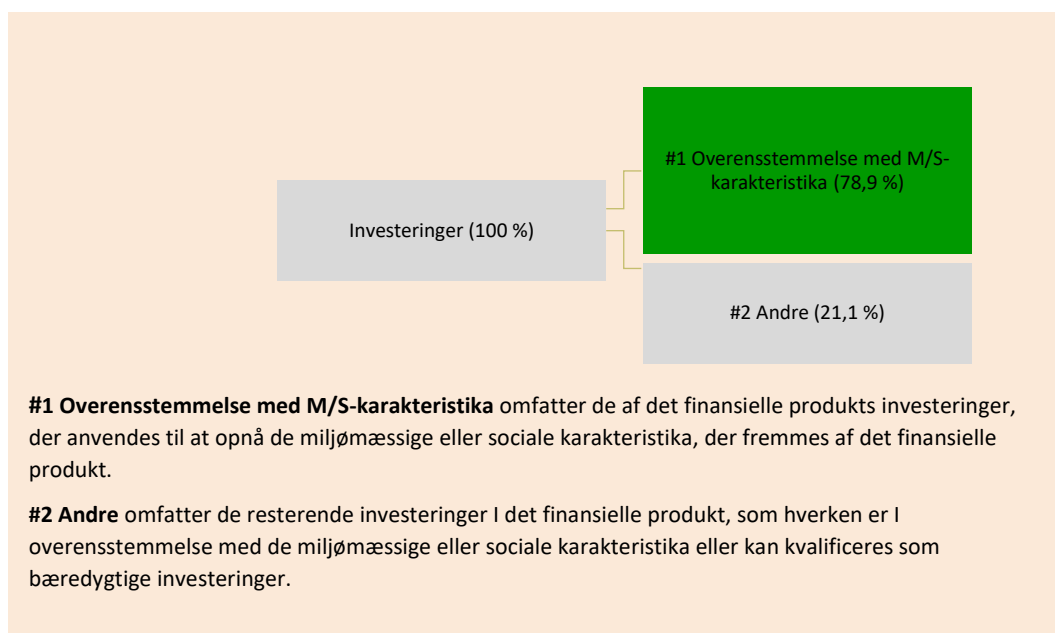 #1 Overensstemmelse med M/S-
karakteristika (78,9 %)
Investeringer (100 %)
#2 Andre (21,1 %)
#1 Overensstemmelse med M/S-karakteristika omfatter de af det finansielle produkts investeringer,
der anvendes til at opnå de miljømæssige eller sociale karakteristika, der fremmes af det finansielle
produkt.
#2 Andre omfatter de resterende investeringer I det finansielle produkt, som hverken er I
overensstemmelse med de miljømæssige eller sociale karakteristika eller kan kvalificeres som
bæredygtige investeringer.